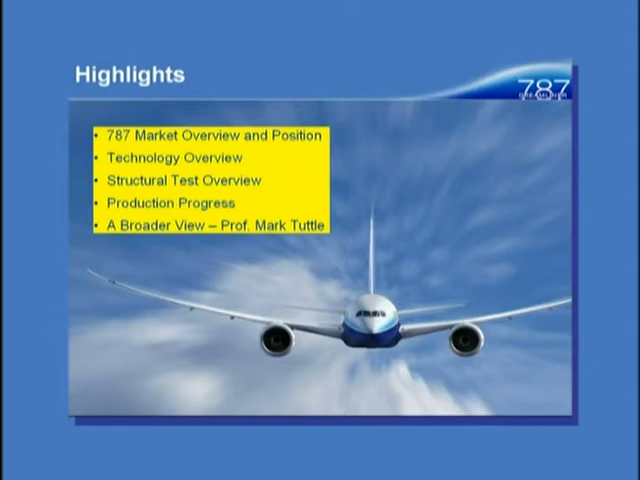 Highlights
787
DREAMLINER
• 787 Market Overview and Position
• Technology Overview
• Structural Test Overview
• Production Progress
• A Broader View – Prof. Mark Tuttle